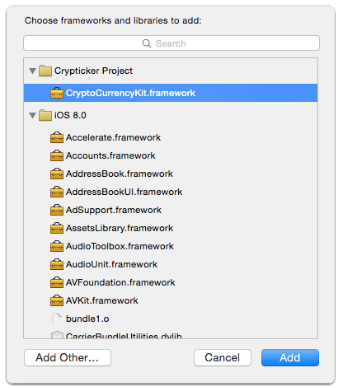 Choose frameworks and libraries to add:
Search
Crypticker Project
CryptoCurrencyKit.framework
iOS 8.0
Accelerate.framework
Accounts.framework
AddressBook.framework
AddressBookUI.framework
AdSupport.framework
AssetsLibrary.framework
AudioToolbox.framework
AudioUnit.framework
AVFoundation.framework
AVKit.framework
bundle1.o
CarrierBundleUtilities.dylib
Add Other...
Cancel
Add